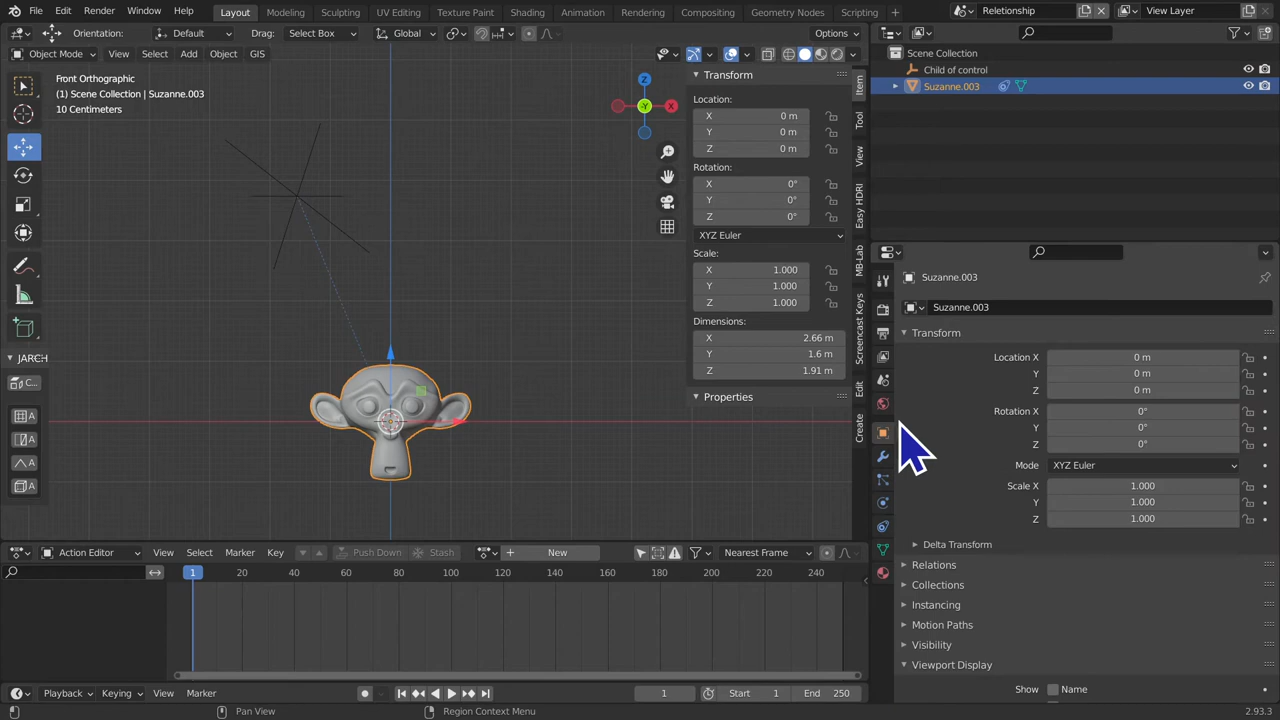 File Edit Render Window Help Layout Modeling Sculpting UV Editing Texture Paint Shading Animation Rendering Compositing Geometry Nodes Scripting + Relationship View Layer
Orientation: Default Drag: Select Box Global Options
Object Mode View Select Add Object GIS
Front Orthographic
(1) Scene Collection | Suzanne.003
10 Centimeters
JARCH
C...
A
A
A
A
Z
-Y
X
Transform
Location:
X 0 m
Y 0 m
Z 0 m
Rotation:
X 0°
Y 0°
Z 0°
XYZ Euler
Scale:
X 1.000
Y 1.000
Z 1.000
Dimensions:
X 2.66 m
Y 1.6 m
Z 1.91 m
Properties
Item
Tool
View
Easy HDRI
MB-Lab
Screencast Keys
Edit
Create
Scene Collection
Child of control
Suzanne.003
Suzanne.003
Suzanne.003
Transform
Location X 0 m
Y 0 m
Z 0 m
Rotation X 0°
Y 0°
Z 0°
Mode XYZ Euler
Scale X 1.000
Y 1.000
Z 1.000
Delta Transform
Relations
Collections
Instancing
Motion Paths
Visibility
Viewport Display
Show Name
Action Editor View Select Marker Key Push Down Stash + New Nearest Frame
1 20 40 60 80 100 120 140 160 180 200 220 240
Playback Keying View Marker 1 Start 1 End 250
Pan View Region Context Menu 2.93.3